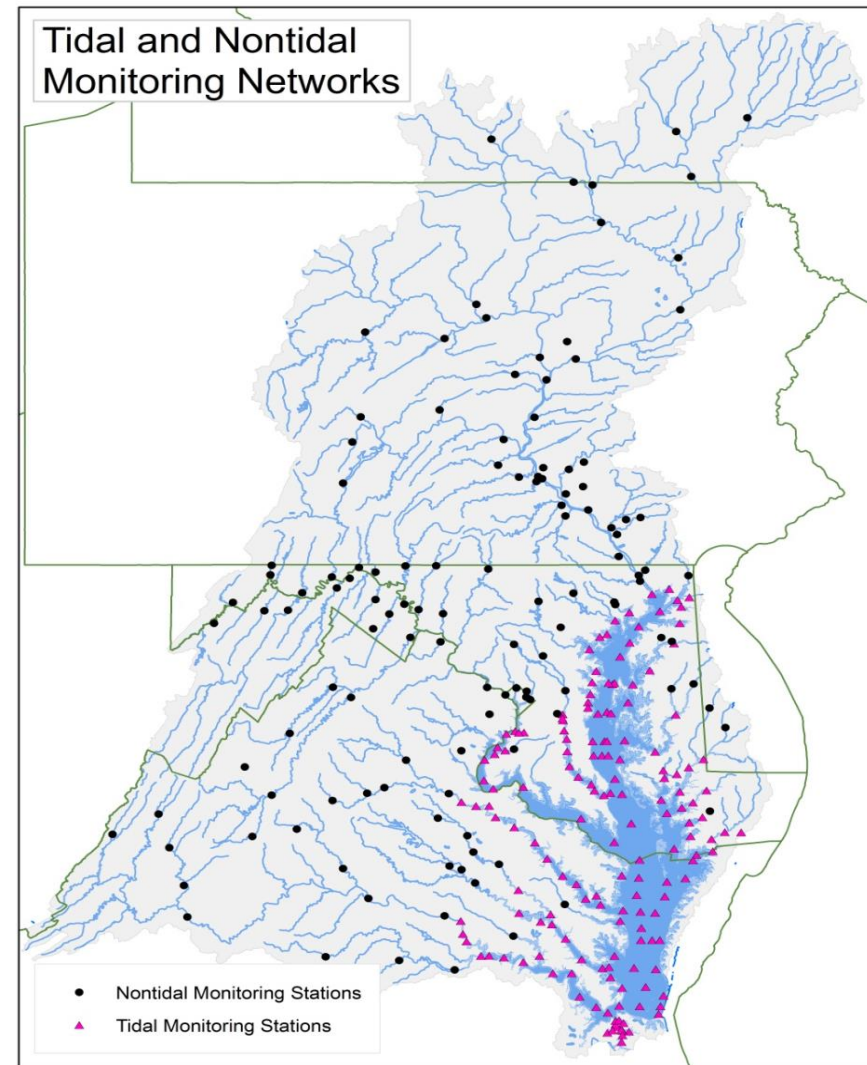 Tidal and Nontidal
Monitoring Networks
Nontidal Monitoring Stations
Tidal Monitoring Stations